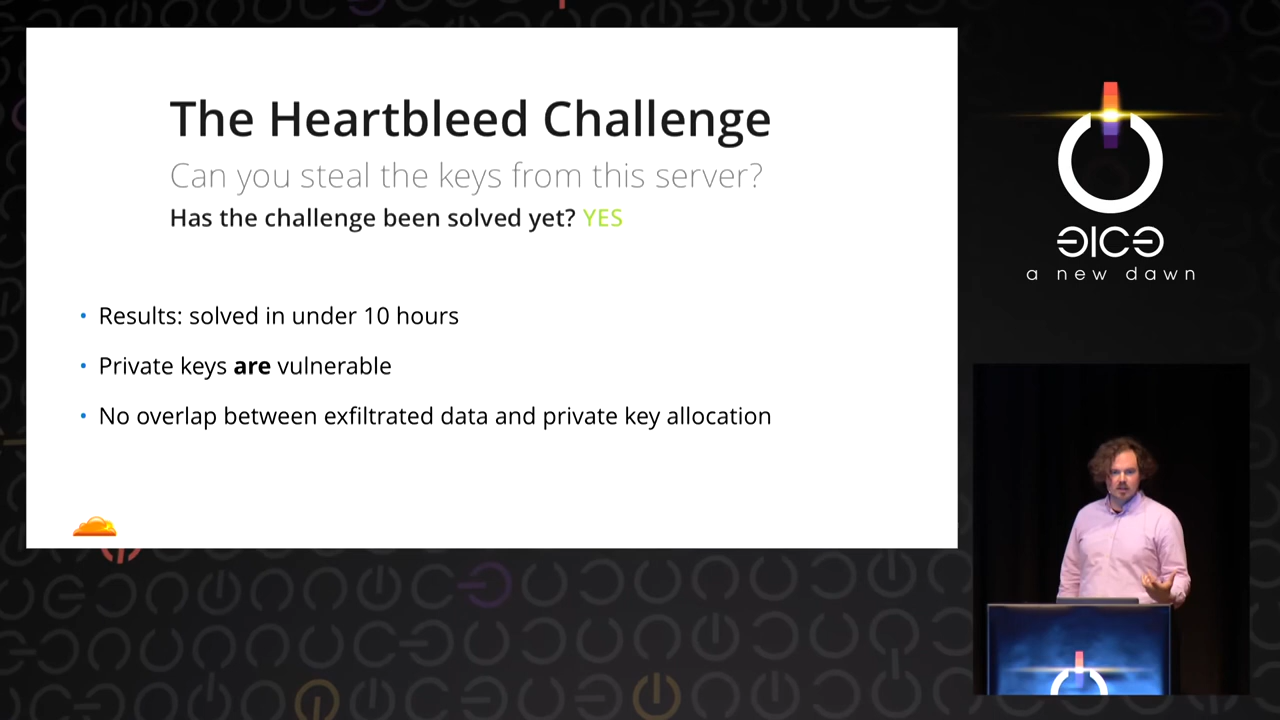 The Heartbleed Challenge
Can you steal the keys from this server?
Has the challenge been solved yet? YES
• Results: solved in under 10 hours
• Private keys are vulnerable
• No overlap between exfiltrated data and private key allocation
31C3
a new dawn